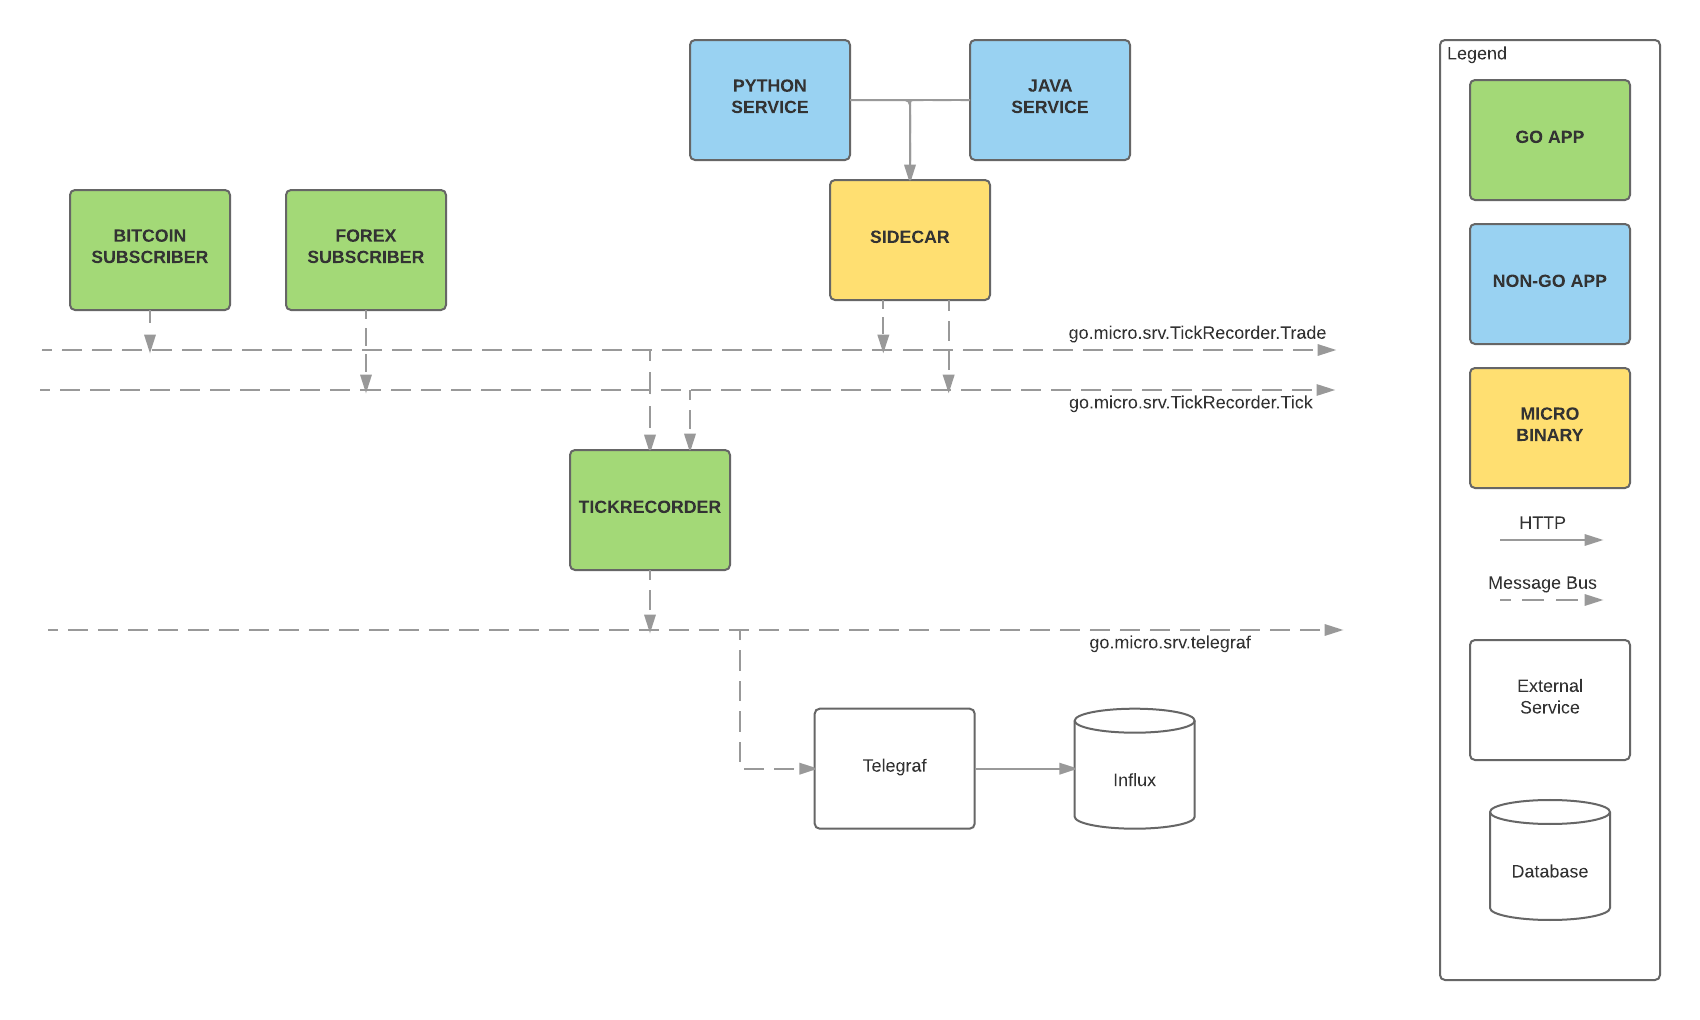 PYTHON
SERVICE
JAVA
SERVICE
BITCOIN
SUBSCRIBER
FOREX
SUBSCRIBER
SIDECAR
go.micro.srv.TickRecorder.Trade
go.micro.srv.TickRecorder.Tick
TICKRECORDER
go.micro.srv.telegraf
Telegraf
Influx
Legend
GO APP
NON-GO APP
MICRO
BINARY
HTTP
Message Bus
External
Service
Database